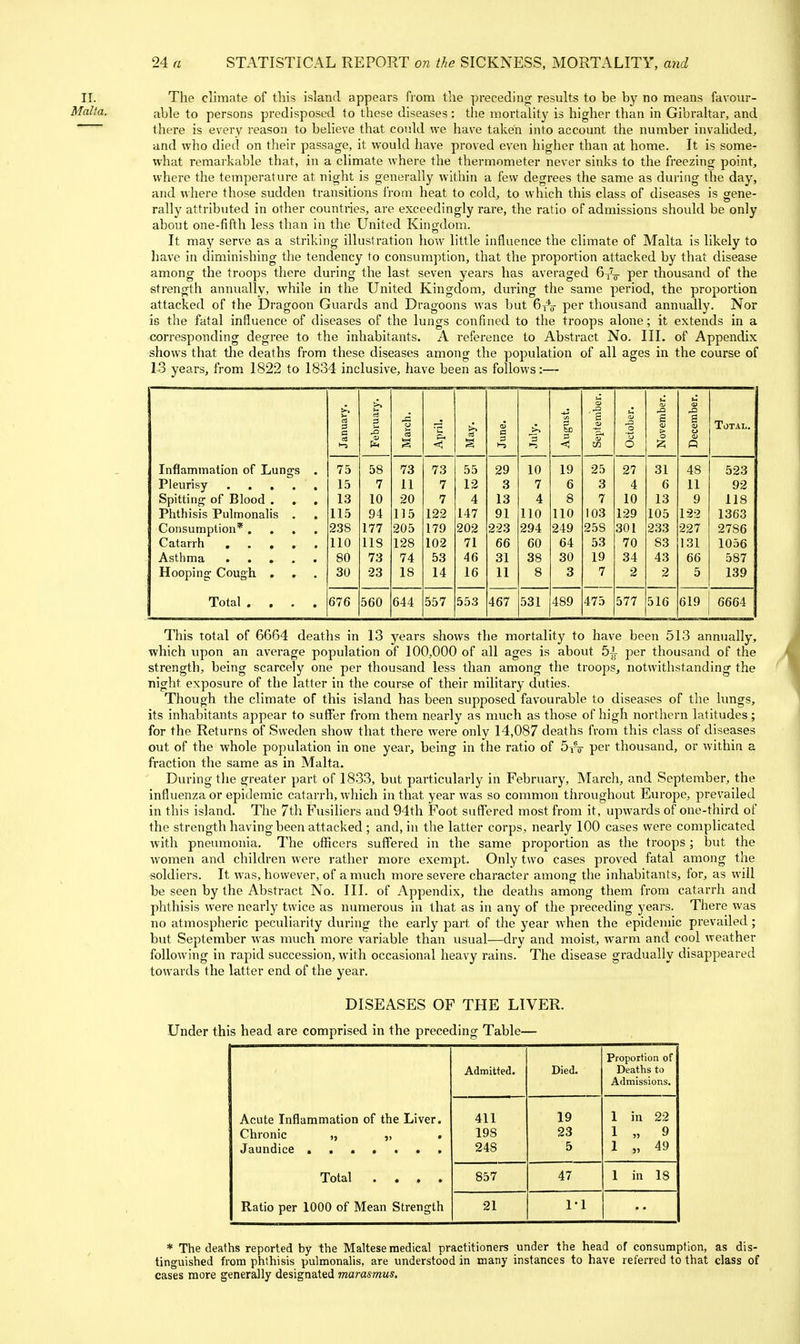 24 a STATISTICAL REPORT on the SICKNESS, MORTALITY, and
II.
Malta.
The climate of this island appears from the preceding results to be by no means favour-
able to persons predisposed to these diseases: the mortality is higher than in Gibraltar, and
there is every reason to believe that could we have taken into account the number invalided,
and who died on their passage, it would have proved even higher than at home. It is some-
what remarkable that, in a climate where the thermometer never sinks to the freezing point,
where the temperature at night is generally within a few degrees the same as during the day,
and where those sudden transitions from heat to cold, to which this class of diseases is gene-
rally attributed in other countries, are exceedingly rare, the ratio of admissions should be only
about one-fifth less than in the United Kingdom.
It may serve as a striking illustration how little influence the climate of Malta is likely to
have in diminishing the tendency to consumption, that the proportion attacked by that disease
among the troops there during the last seven years has averaged 6 7/10 per thousand of the
strength annually, while in the United Kingdom, during the same period, the proportion
attacked of the Dragoon Guards and Dragoons was but 6 4/10 per thousand annually. Nor
is the fatal influence of diseases of the lungs confined to the troops alone; it extends in a
corresponding degree to the inhabitants. A reference to Abstract No. III. of Appendix
shows that the deaths from these diseases among the population of all ages in the course of
13 years, from 1822 to 1834 inclusive, have been as follows:—
January. February. March. April. May. June. July. August. September. October. November. December. TOTAL.
Inflammation of Lungs . 75 58 73 73 55 29 10 19 25 27 31 48 523
Pleurisy . . . . . 15 7 11 7 12 3 7 6 3 4 6 11 92
Spitting of Blood . . . 13 10 20 7 4 13 4 8 7 10 13 9 118
Phthisis Pulmonalis . . 115 94 115 122 147 91 110 110 103 129 105 122 1363
Consumption* . . . . 238 177 205 179 202 223 294 249 258 301 233 227 2786
Catarrh . . . . . 110 118 128 102 71 66 60 64 53 70 83 131 1056
Asthma . . . . . 80 73 74 53 46 31 38 30 19 34 43 66 587
Hooping Cough . . . 30 23 18 14 16 11 8 3 7 2 2 5 139
Total . . . . 676 560 644 557 553 467 531 489 475 577 516 619 6664
This total of 6664 deaths in 13 years shows the mortality to have been 513 annually,
which upon an average population of 100,000 of all ages is about 5⅛ per thousand of the
strength, being scarcely one per thousand less than among the troops, notwithstanding the
night exposure of the latter in the course of their military duties.
Though the climate of this island has been supposed favourable to diseases of the lungs,
its inhabitants appear to suffer from them nearly as much as those of high northern latitudes;
for the Returns of Sweden show that there were only 14,087 deaths from this class of diseases
out of the whole population in one year, being in the ratio of 5 per thousand, or within a
fraction the same as in Malta.
During the greater part of 1833, but particularly in February, March, and September, the
influenza or epidemic catarrh, which in that year was so common throughout Europe, prevailed
in this island. The 7th Fusiliers and 94th Foot suffered most from it, upwards of one-third of
the strength having been attacked; and, in the latter corps, nearly 100 cases were complicated
with pneumonia. The officers suffered in the same proportion as the troops; but the
women and children were rather more exempt. Only two cases proved fatal among the
soldiers. It was, however, of a much more severe character among the inhabitants, for, as will
be seen by the Abstract No. III. of Appendix, the deaths among them from catarrh and
phthisis were nearly twice as numerous in that as in any of the preceding years. There was
no atmospheric peculiarity during the early part of the year when the epidemic prevailed;
but September was much more variable than usual—dry and moist, warm and cool weather
following in rapid succession, with occasional heavy rains. The disease gradually disappeared
towards the latter end of the year.
DISEASES OF THE LIVER.
Under this head are comprised in the preceding Table—
Admitted. Died. Proportion of Deaths to Admissions.
Acute Inflammation of the Liver. 411 19 1 in 22
Chronic „ „ . 198 23 1 „ 9
Jaundice . . . . . . . 248 5 1 „ 49
Total . . . . 857 47 1 in 18
Ratio per 1000 of Mean Strength 21 1·1 ..
* The deaths reported by the Maltese medical practitioners under the head of consumption, as dis-
tinguished from phthisis pulmonalis, are understood in many instances to have referred to that class of
cases more generally designated marasmus.